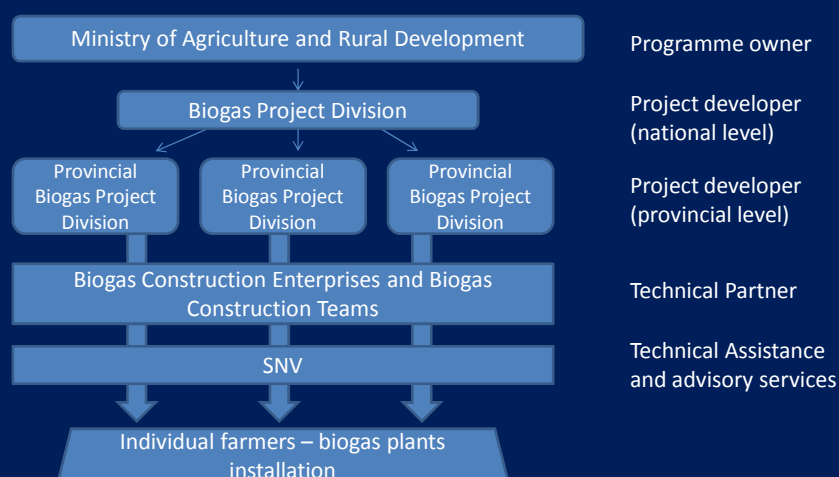 Ministry of Agriculture and Rural Development
Programme owner
Biogas Project Division
Project developer
(national level)
Provincial
Biogas Project
Division
Provincial
Biogas Project
Division
Provincial
Biogas Project
Division
Project developer
(provincial level)
Biogas Construction Enterprises and Biogas
Construction Teams
Technical Partner
SNV
Technical Assistance
and advisory services
Individual farmers – biogas plants
installation